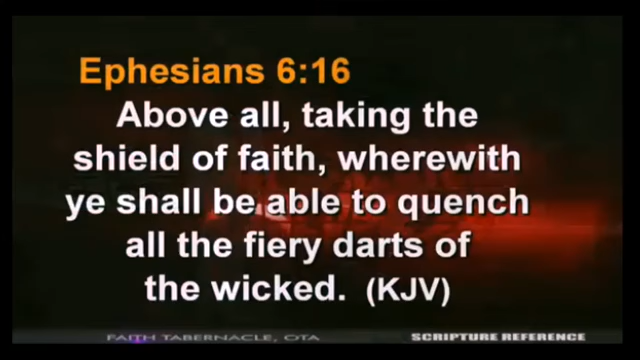 Ephesians 6:16
Above all, taking the
shield of faith, wherewith
ye shall be able to quench
all the fiery darts of
the wicked. (KJV)
FAITH TABERNACLE, OTA
SCRIPTURE REFERENCE